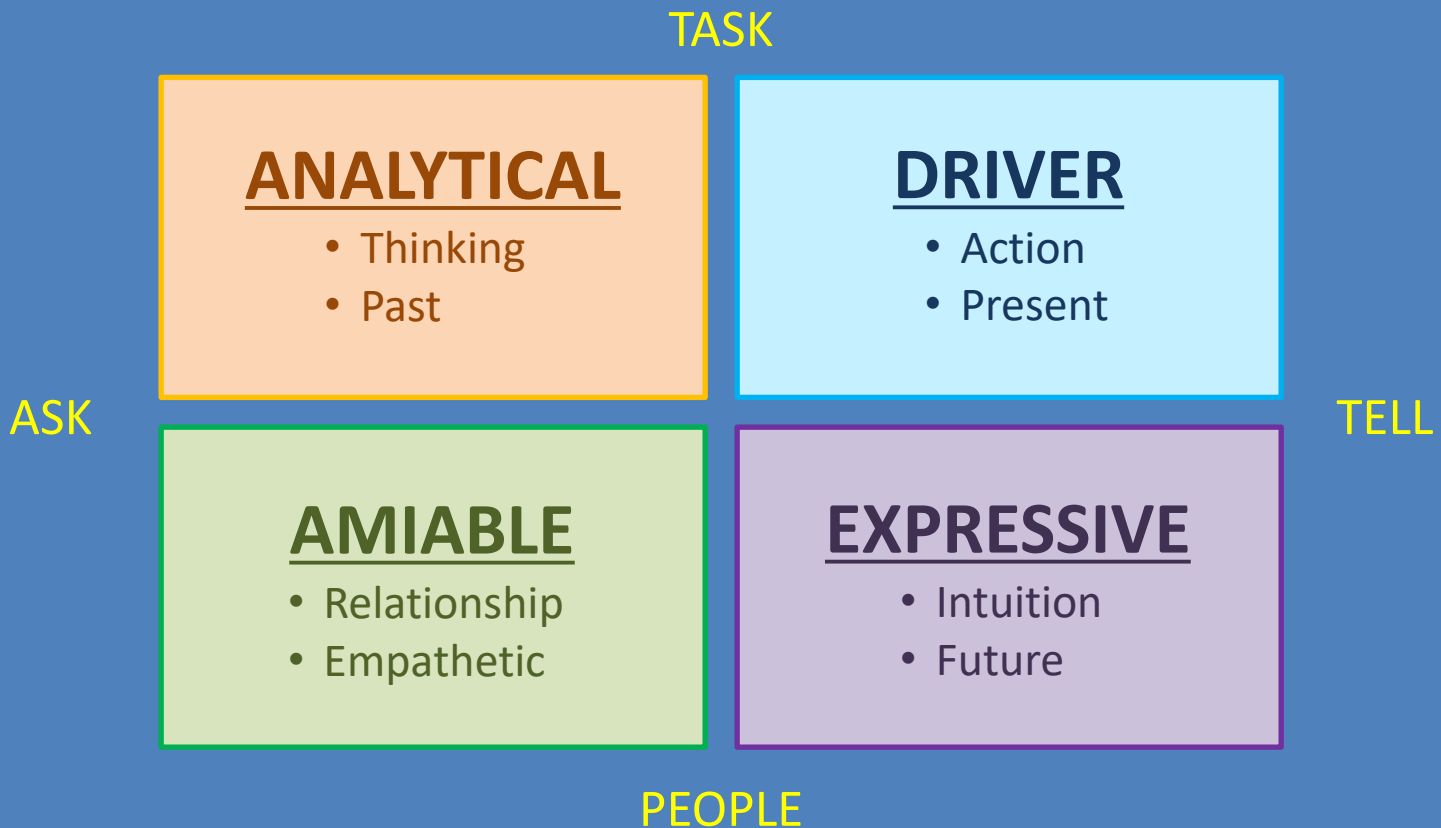 TASK
ANALYTICAL
• Thinking
• Past
DRIVER
• Action
• Present
ASK
TELL
AMIABLE
• Relationship
• Empathetic
EXPRESSIVE
• Intuition
• Future
PEOPLE